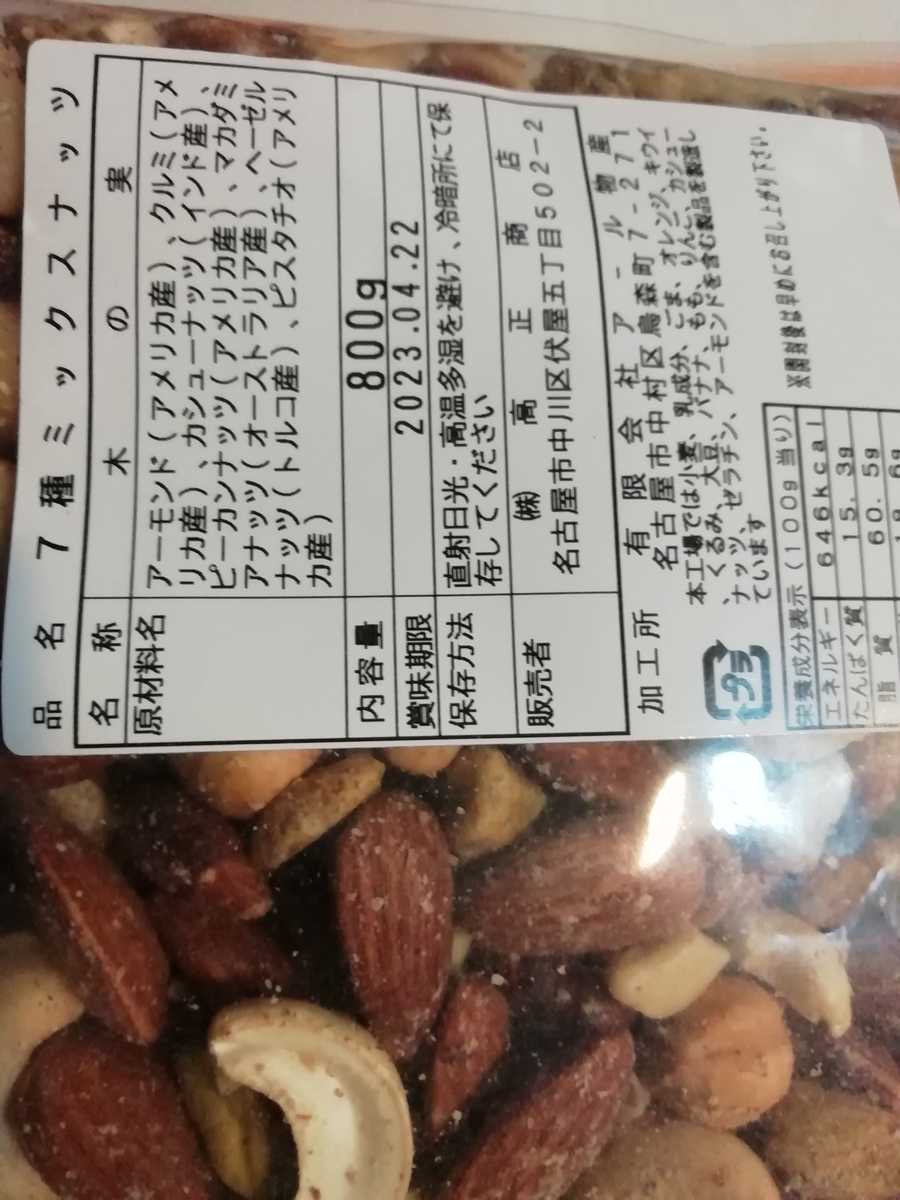 品名 7種ミックスナッツ
名称 木の実
原材料名 アーモンド(アメリカ産)、クルミ(アメ
リカ産)、カシューナッツ(インド産)、
ピーカンナッツ(アメリカ産)、マカダミ
アナッツ(オーストラリア産)、ヘーゼル
ナッツ(トルコ産)、ピスタチオ(アメリ
カ産)
内容量 800g
賞味期限 2023.04.22
保存方法 直射日光・高温多湿を避け、冷暗所にて保
存してください
販売者 ㈱高正商店
名古屋市中川区伏屋五丁目502-2
加工所 有限会社アール物産
名古屋市中村区烏森町7-271
本工場では小麦、乳成分、ごま、オレンジ、キウイ
、くるみ、大豆、バナナ、もも、りんご、カシュー
ナッツ、ゼラチン、アーモンドを含む製品を製造し
ています
プラ
※開封後は早めにお召し上がり下さい。
栄養成分表示(100g当り)
エネルギー 646kcal
たんぱく質 15.3g
脂質 60.5g